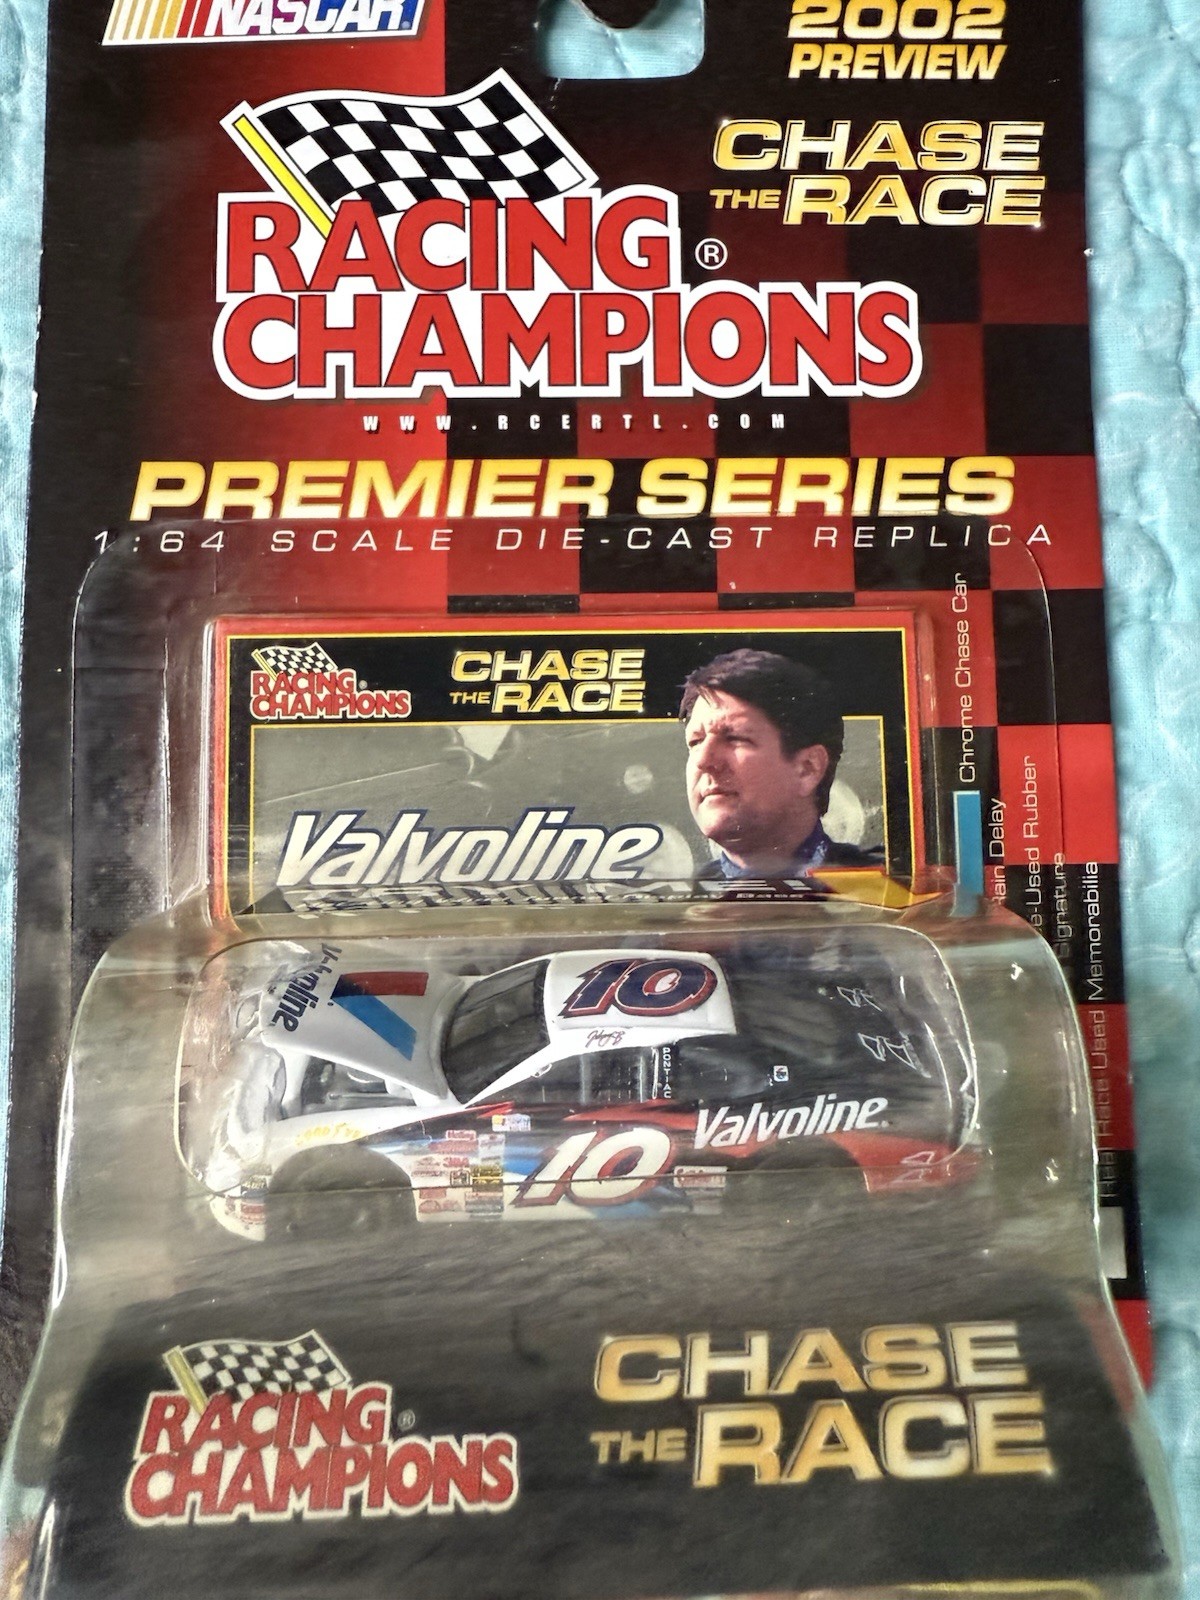 NASCAR
2002
PREVIEW
CHASE
THE RACE
RACING
CHAMPIONS
®
WWW.RCERTL.COM
PREMIER SERIES
1:64 SCALE DIE-CAST REPLICA
RACING
CHAMPIONS
CHASE
THE RACE
Valvoline
Chrome Chase Car
Rain Delay
Used Rubber
Signature
Used Memorabilia
Valvoline
10
PONTIAC
Valvoline
10
RACING
CHAMPIONS
®
CHASE
THE RACE